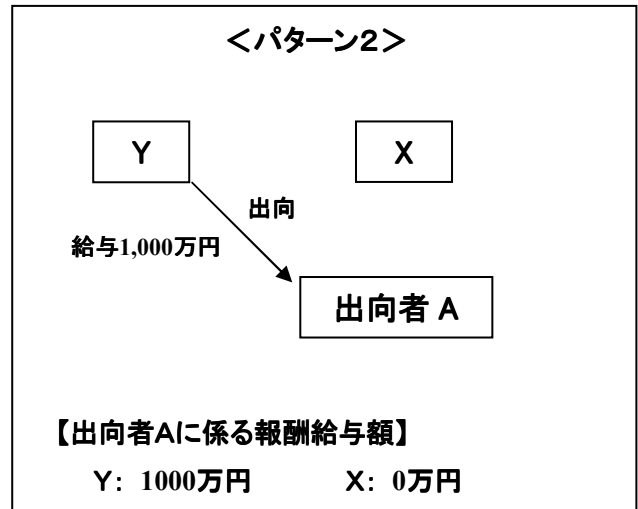 ＜パターン2＞
Y X
出向
給与1,000万円
出向者 A
【出向者Aに係る報酬給与額】
Y: 1000万円 X: 0万円